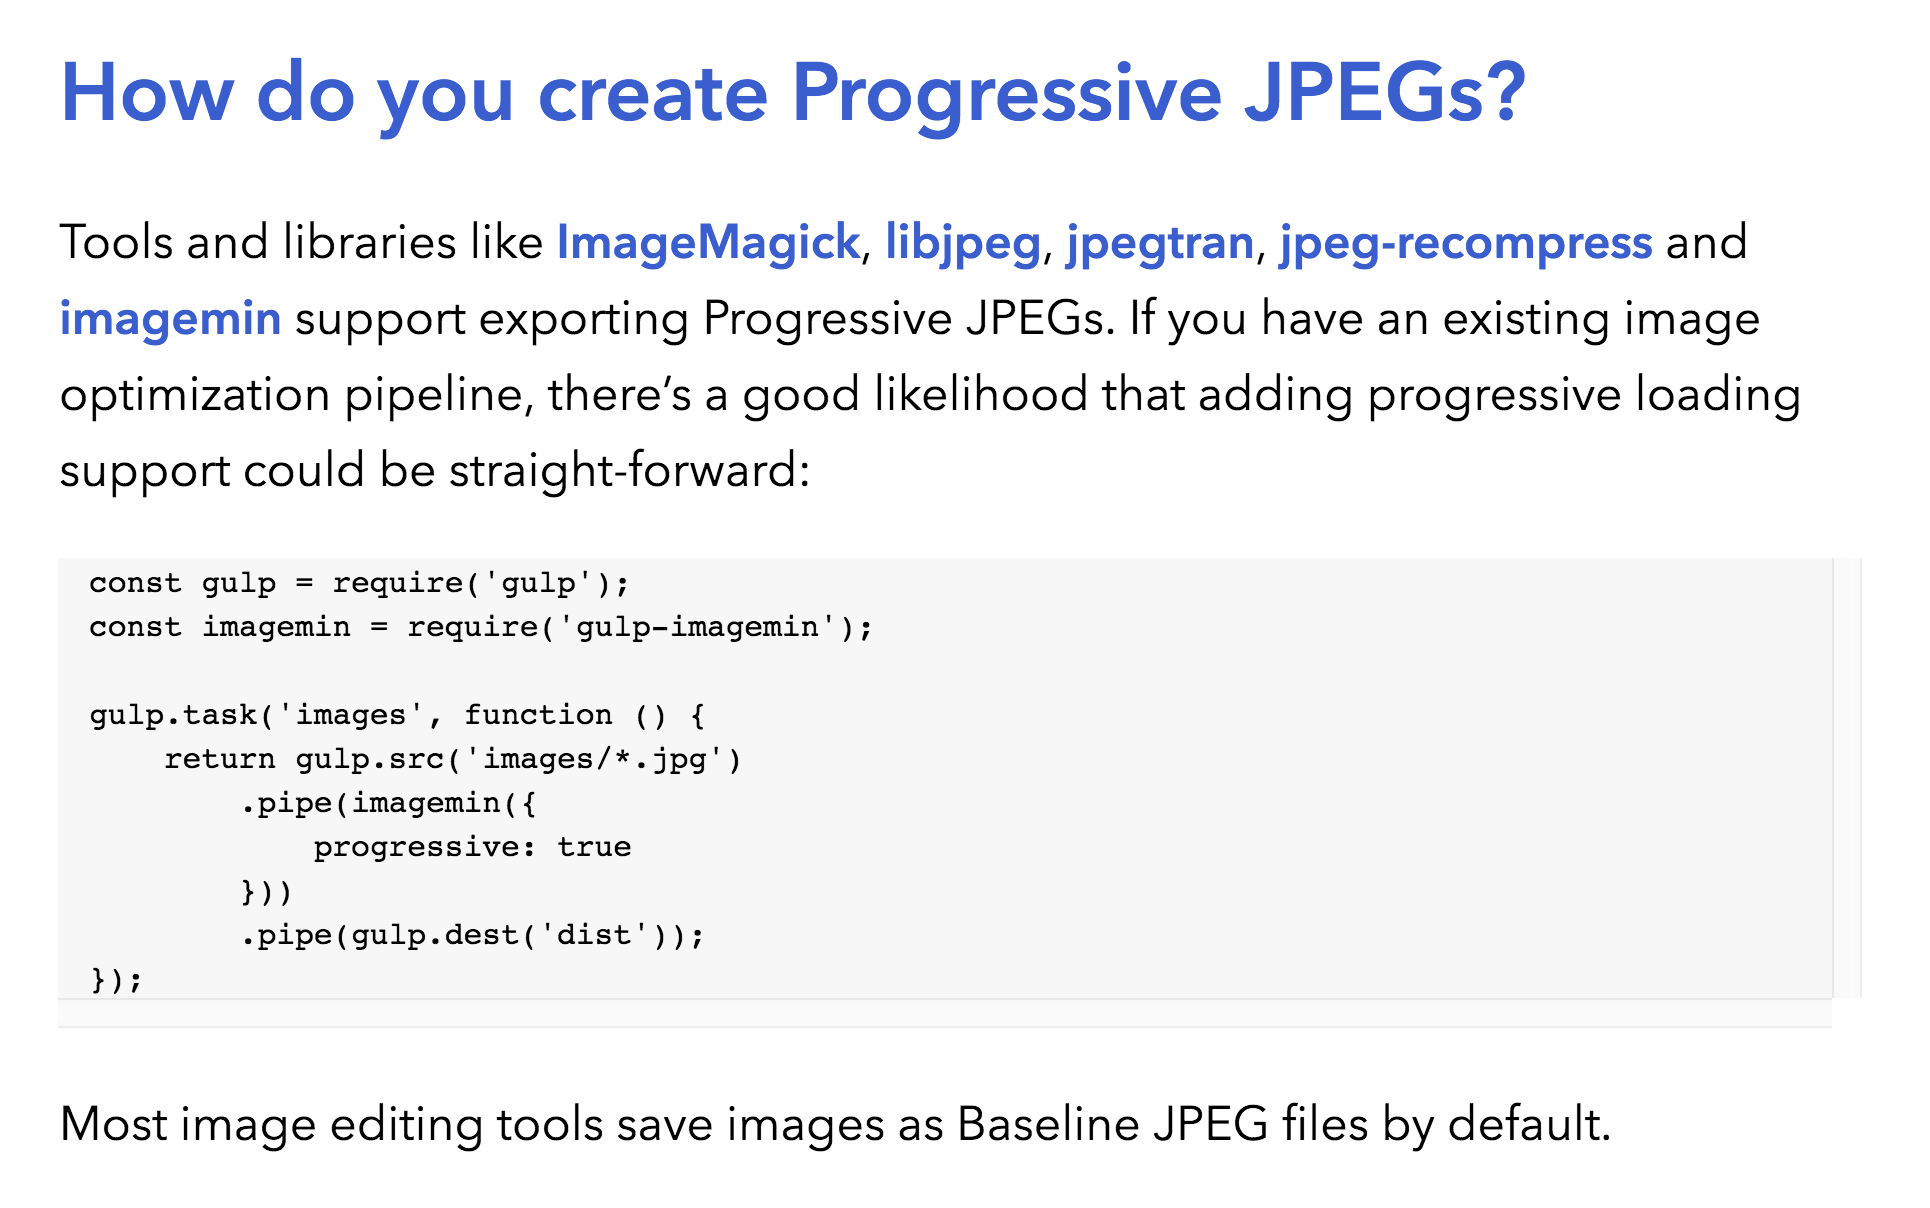 How do you create Progressive JPEGs?
Tools and libraries like ImageMagick, libjpeg, jpegtran, jpeg-recompress and
imagemin support exporting Progressive JPEGs. If you have an existing image
optimization pipeline, there’s a good likelihood that adding progressive loading
support could be straight-forward:
const gulp = require('gulp');
const imagemin = require('gulp-imagemin');

gulp.task('images', function () {
    return gulp.src('images/*.jpg')
        .pipe(imagemin({
            progressive: true
        }))
        .pipe(gulp.dest('dist'));
});
Most image editing tools save images as Baseline JPEG files by default.